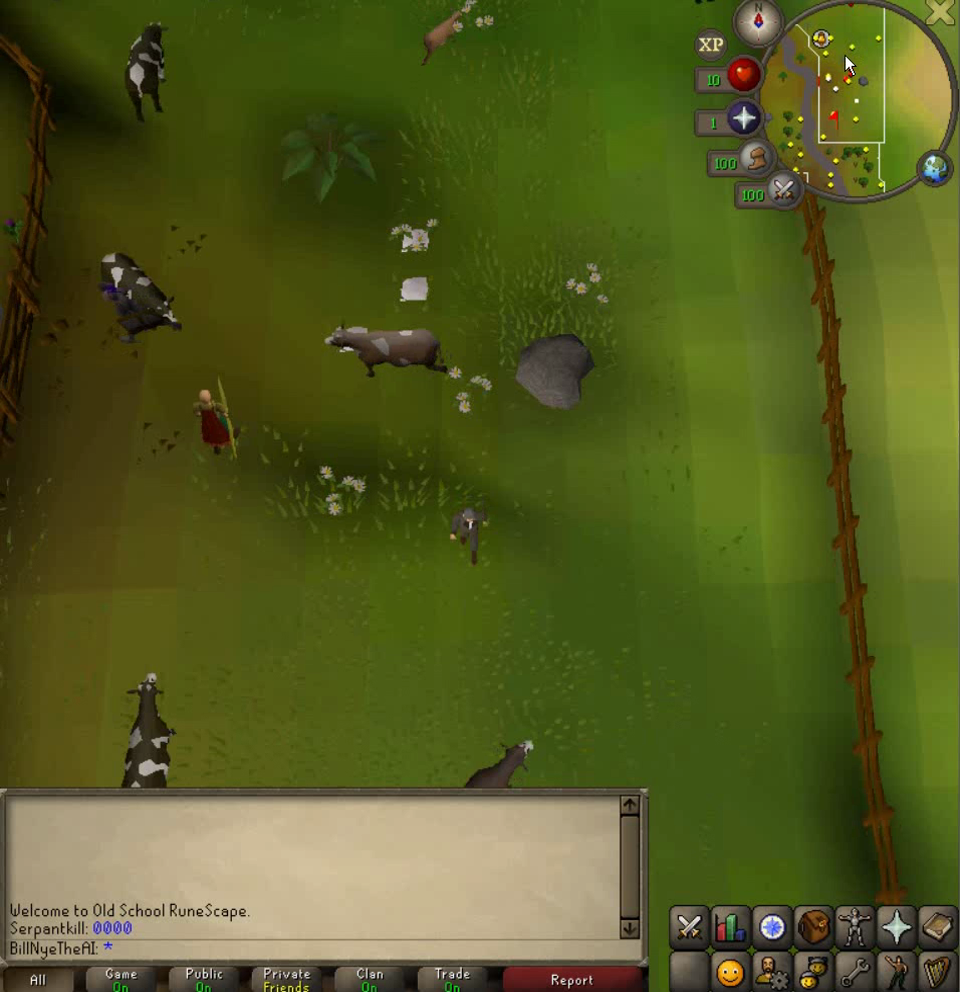 N
XP
10
1
100
100
Welcome to Old School RuneScape.
Serpantkill: 0000
BillNyeTheAI: *
All
Game
On
Public
On
Private
Friends
Clan
On
Trade
On
Report